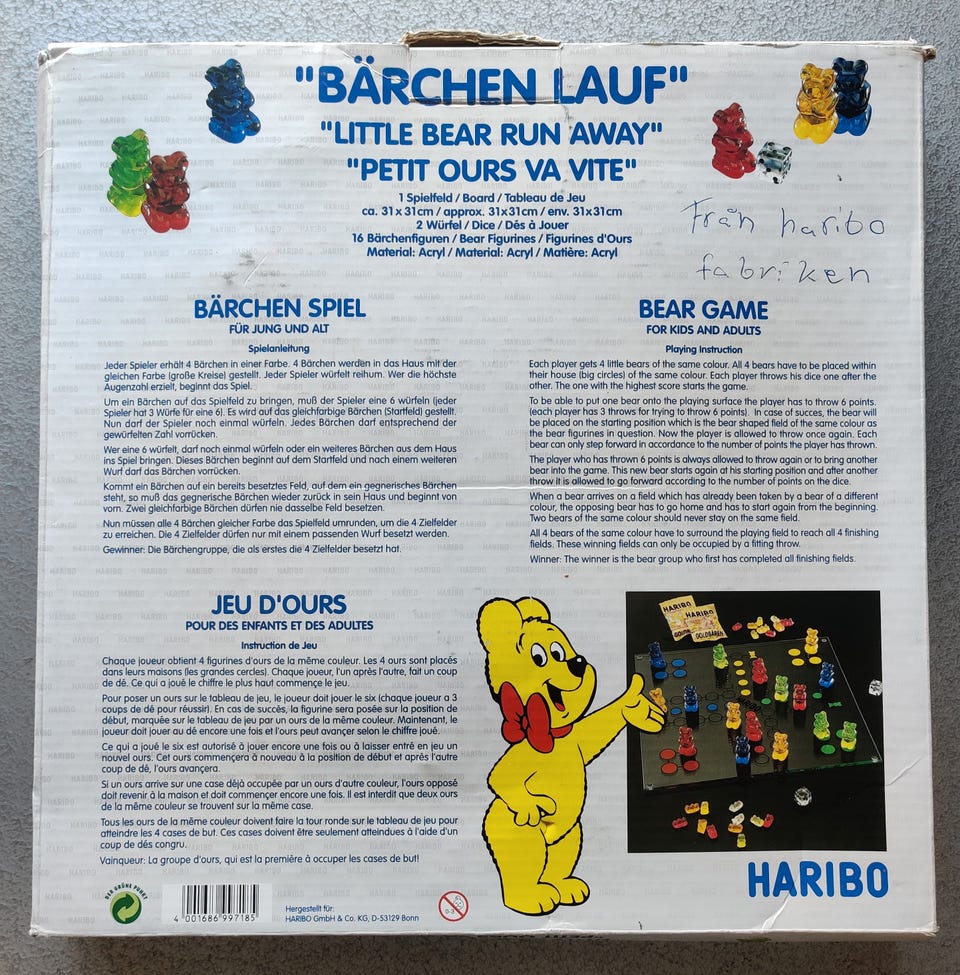 "BÄRCHEN LAUF"
"LITTLE BEAR RUN AWAY"
"PETIT OURS VA VITE"
1 Spielfeld / Board / Tableau de Jeu
ca. 31 x 31cm / approx. 31x31cm / env. 31x31cm
2 Würfel / Dice / Dés à Jouer
16 Bärchenfiguren / Bear Figurines / Figurines d'Ours
Material: Acryl / Material: Acryl / Matière: Acryl
Från haribo
fabriken
BÄRCHEN SPIEL
FÜR JUNG UND ALT
Spielanleitung
Jeder Spieler erhält 4 Bärchen in einer Farbe. 4 Bärchen werden in das Haus mit der
gleichen Farbe (große Kreise) gestellt. Jeder Spieler würfelt reihum. Wer die höchste
Augenzahl erzielt, beginnt das Spiel.
Um ein Bärchen auf das Spielfeld zu bringen, muß der Spieler eine 6 würfeln (jeder
Spieler hat 3 Würfe für eine 6). Es wird auf das gleichfarbige Bärchen (Startfeld) gestellt.
Nun darf der Spieler noch einmal würfeln. Jedes Bärchen darf entsprechend der
gewürfelten Zahl vorrücken.
Wer eine 6 würfelt, darf noch einmal würfeln oder ein weiteres Bärchen aus dem Haus
ins Spiel bringen. Dieses Bärchen beginnt auf dem Startfeld und nach einem weiteren
Wurf darf das Bärchen vorrücken.
Kommt ein Bärchen auf ein bereits besetztes Feld, auf dem ein gegnerisches Bärchen
steht, so muß das gegnerische Bärchen wieder zurück in sein Haus und beginnt von
vorn. Zwei gleichfarbige Bärchen dürfen nie dasselbe Feld besetzen.
Nun müssen alle 4 Bärchen gleicher Farbe das Spielfeld umrunden, um die 4 Zielfelder
zu erreichen. Die 4 Zielfelder dürfen nur mit einem passenden Wurf besetzt werden.
Gewinner: Die Bärchengruppe, die als erstes die 4 Zielfelder besetzt hat.
BEAR GAME
FOR KIDS AND ADULTS
Playing Instruction
Each player gets 4 little bears of the same colour. All 4 bears have to be placed within
their house (big circles) of the same colour. Each player throws his dice one after the
other. The one with the highest score starts the game.
To be able to put one bear onto the playing surface the player has to throw 6 points.
(each player has 3 throws for trying to throw 6 points). In case of succes, the bear will
be placed on the starting position which is the bear shaped field of the same colour as
the bear figurines in question. Now the player is allowed to throw once again. Each
bear can only step forward in accordance to the number of points the player has thrown.
The player who has thrown 6 points is always allowed to throw again or to bring another
bear into the game. This new bear starts again at his starting position and after another
throw it is allowed to go forward according to the number of points on the dice.
When a bear arrives on a field which has already been taken by a bear of a different
colour, the opposing bear has to go home and has to start again from the beginning.
Two bears of the same colour should never stay on the same field.
All 4 bears of the same colour have to surround the playing field to reach all 4 finishing
fields. These winning fields can only be occupied by a fitting throw.
Winner: The winner is the bear group who first has completed all finishing fields.
JEU D'OURS
POUR DES ENFANTS ET DES ADULTES
Instruction de Jeu
Chaque joueur obtient 4 figurines d'ours de la même couleur. Les 4 ours sont placés
dans leurs maisons (les grandes cercles). Chaque joueur, l'un après l'autre, fait un coup
de dé. Ce qui a joué le chiffre le plus haut commence le jeu.
Pour poser un ours sur le tableau de jeu, le joueur doit jouer le six (chaque joueur a 3
coups de dé pour réussir). En cas de succés, la figurine sera posée sur la position de
début, marquée sur le tableau de jeu par un ours de la même couleur. Maintenant, le
joueur doit jouer au dé encore une fois et l'ours peut avançer selon le chiffre joué.
Ce qui a joué le six est autorisé à jouer encore une fois ou à laisser entré en jeu un
nouvel ours. Cet ours commençera à nouveau à la position de début et après l'autre
coup de dé, l'ours avançera.
Si un ours arrive sur une case déjà occupée par un ours d'autre couleur, l'ours opposé
doit revenir à la maison et doit commencer encore une fois. Il est interdit que deux ours
de la même couleur se trouvent sur la même case.
Tous les ours de la même couleur doivent faire la tour ronde sur le tableau de jeu pour
atteindre les 4 cases de but. Ces cases doivent être seulement atteindues à l'aide d'un
coup de dés congru.
Vainqueur: La groupe d'ours, qui est la première à occuper les cases de but!
HARIBO
HARIBO
GOLDBÄREN
HARIBO
DER GRÜNE PUNKT
4 001686 997185
Hergestellt für:
HARIBO GmbH & Co. KG, D-53129 Bonn
0-3